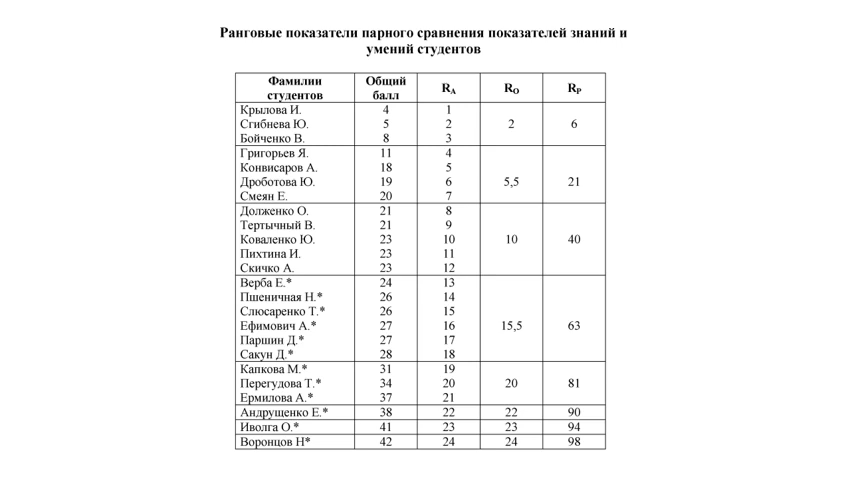 Ранговые показатели парного сравнения показателей знаний и
умений студентов
Фамилии студентов Общий балл RA RO RP
Крылова И. 4 1
Сгибнева Ю. 5 2 2 6
Бойченко В. 8 3
Григорьев Я. 11 4
Конвисаров А. 18 5
Дроботова Ю. 19 6 5,5 21
Смеян Е. 20 7
Долженко О. 21 8
Тертычный В. 21 9
Коваленко Ю. 23 10 10 40
Пихтина И. 23 11
Скичко А. 23 12
Верба Е.* 24 13
Пшеничная Н.* 26 14
Слюсаренко Т.* 26 15
Ефимович А.* 27 16 15,5 63
Паршин Д.* 27 17
Сакун Д.* 28 18
Капкова М.* 31 19
Перегудова Т.* 34 20 20 81
Ермилова А.* 37 21
Андрущенко Е.* 38 22 22 90
Иволга О.* 41 23 23 94
Воронцов Н* 42 24 24 98